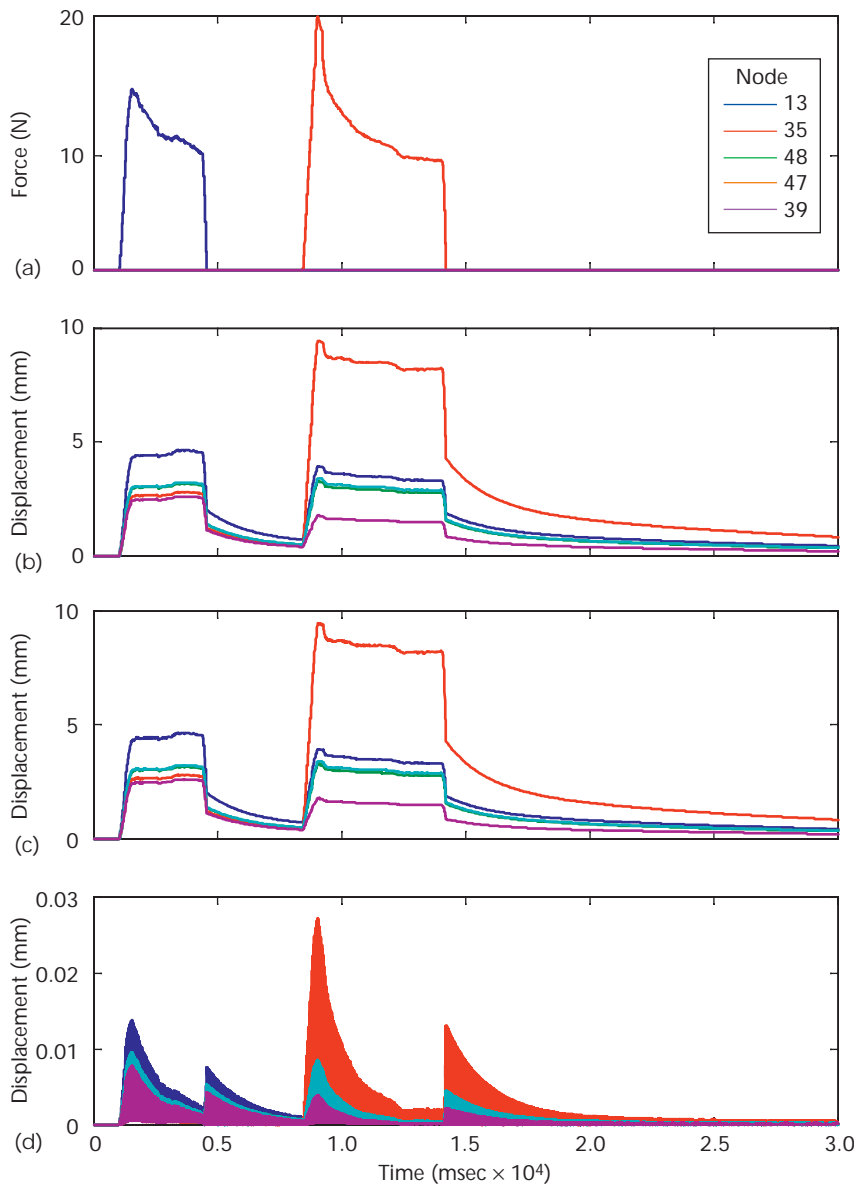 20
10
0
Force (N)
(a)
Node
13
35
48
47
39
10
5
0
Displacement (mm)
(b)
10
5
0
Displacement (mm)
(c)
0.03
0.02
0.01
0
Displacement (mm)
(d)
0 0.5 1.0 1.5 2.0 2.5 3.0
Time (msec × 10⁴)